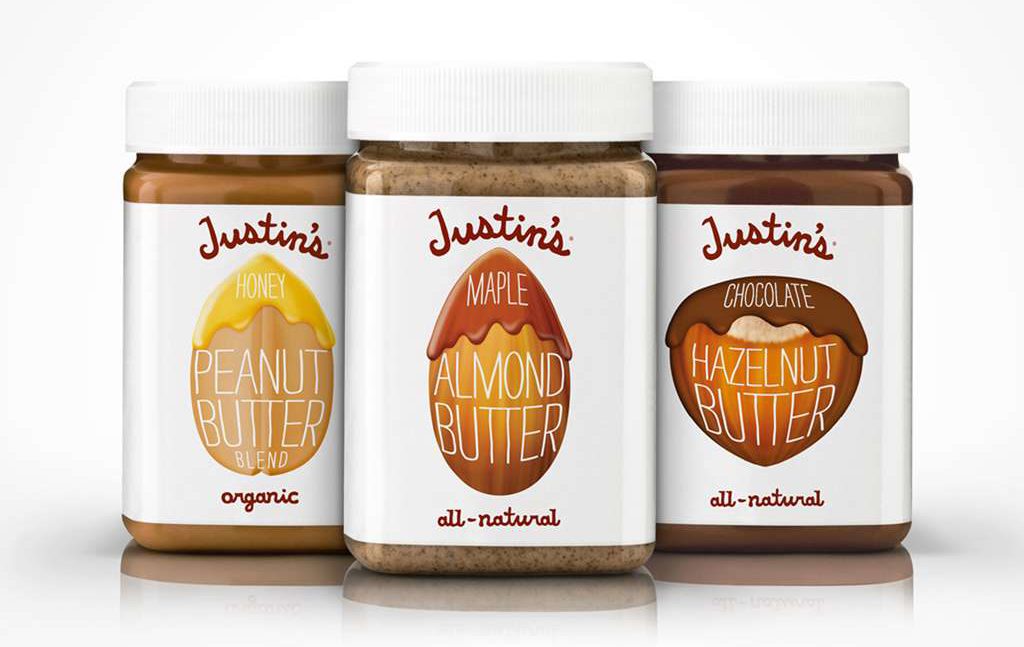 Justin's
HONEY
PEANUT
BUTTER
BLEND
organic
Justin's
MAPLE
ALMOND
BUTTER
all-natural
Justin's
CHOCOLATE
HAZELNUT
BUTTER
all-natural